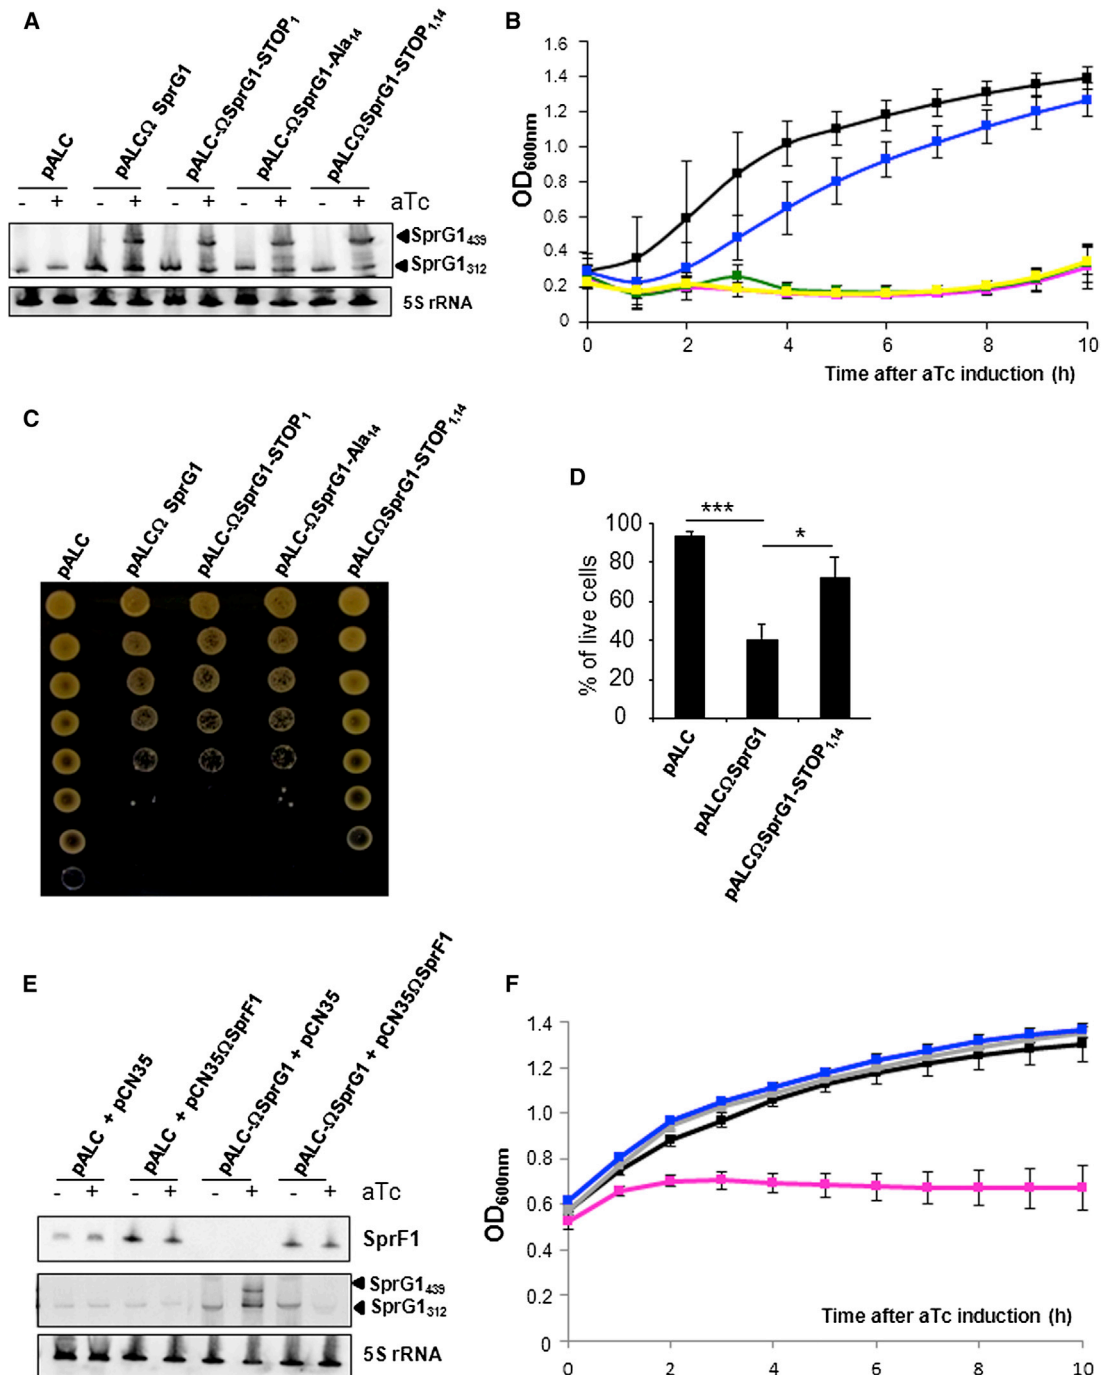 A
pALC
pALCΩ SprG1
pALC-ΩSprG1-STOP₁
pALC-ΩSprG1-Ala₁₄
pALCΩSprG1-STOP₁,₁₄
- + - + - + - + - + aTc
SprG1₄₃₉
SprG1₃₁₂
5S rRNA
B
OD₆₀₀nm
1.6
1.4
1.2
1.0
0.8
0.6
0.4
0.2
0
0 2 4 6 8 10
Time after aTc induction (h)
C
pALC
pALCΩ SprG1
pALC-ΩSprG1-STOP₁
pALC-ΩSprG1-Ala₁₄
pALCΩSprG1-STOP₁,₁₄
D
*** *
% of live cells
100
80
60
40
20
0
pALC
pALCΩSprG1
pALCΩSprG1-STOP₁,₁₄
E
pALC + pCN35
pALC + pCN35ΩSprF1
pALC-ΩSprG1 + pCN35
pALC-ΩSprG1 + pCN35ΩSprF1
- + - + - + - + aTc
SprF1
SprG1₄₃₉
SprG1₃₁₂
5S rRNA
F
OD₆₀₀nm
1.4
1.2
1.0
0.8
0.6
0.4
0.2
0
Time after aTc induction (h)
0 2 4 6 8 10